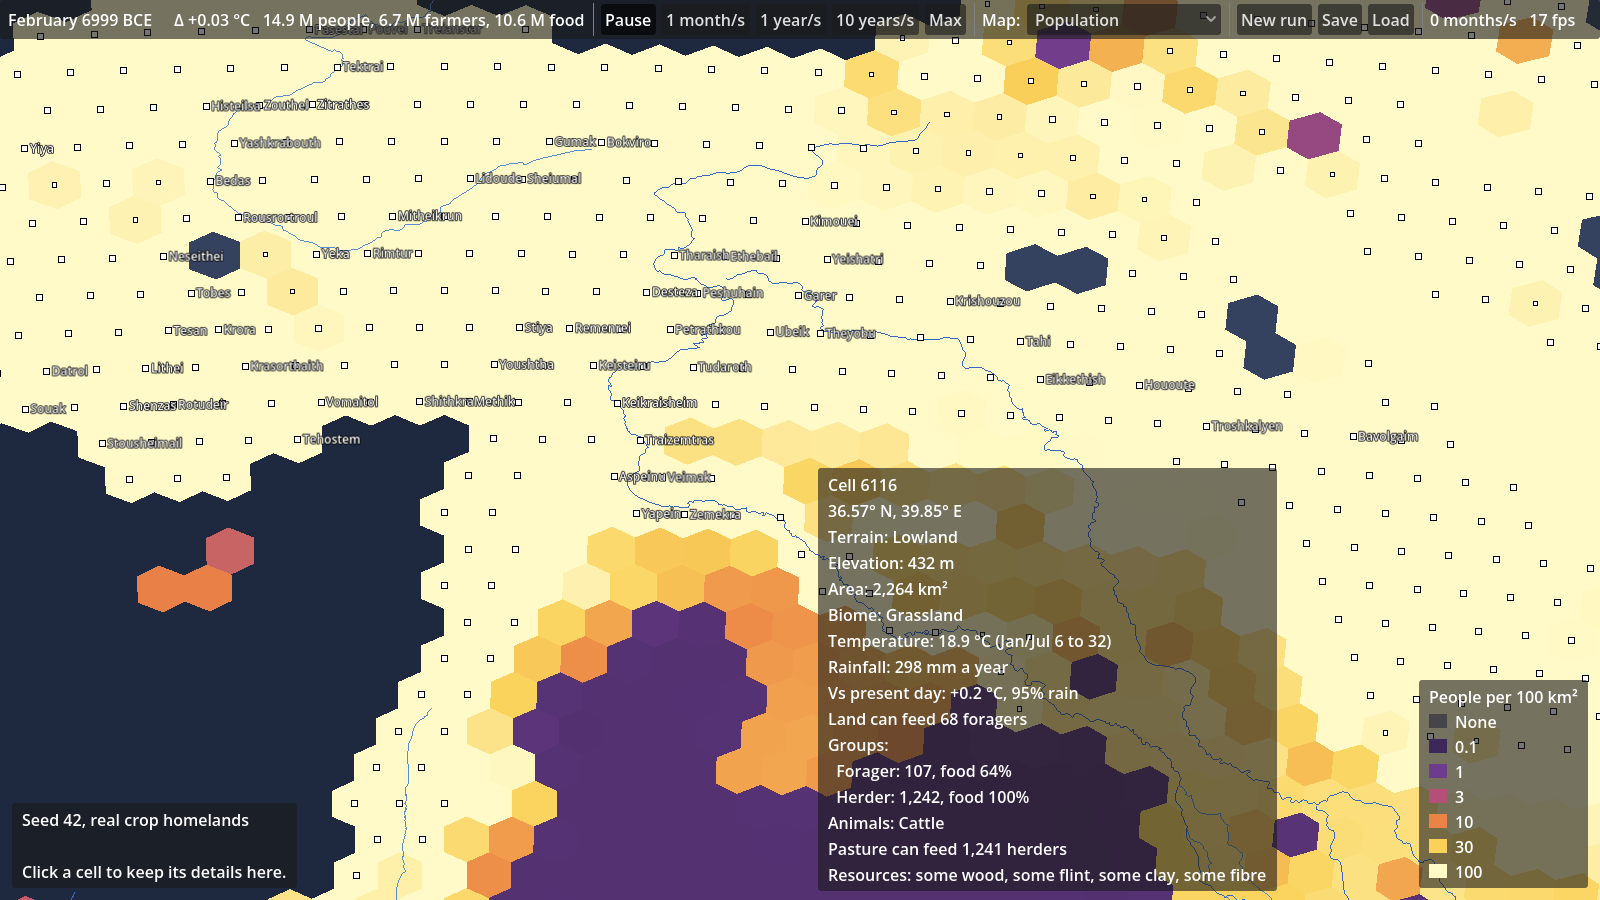 February 6999 BCE Δ +0.03 °C 14.9 M people, 6.7 M farmers, 10.6 M food Pause 1 month/s 1 year/s 10 years/s Max Map: Population New run Save Load 0 months/s 17 fps
Tektrai
Histeilsa Zouthel Zitrathes
Yashkrabouth Gumak Bokviro
Yiya
Bedas Lidoude Sheiumal
Rousrortroul Mitheikrun Kimouei
Neseithei Yeka Rimtur Tharaish Ethebail Yeishatri
Tobes Desteza Peshuhain Garer Krishouzou
Tesan Krora Stiya Remenrei Petrathkou Ubeik Theyobu
Tahi
Datrol Lithei Krasorthaith Youshtha Keisteiru Tudaroth
Eikkethish Hououte
Souak Shenzas Rotudeir Vomaitol Shithkra Methik Keikraisheim
Troshkalyen Bavolgaim
Stousheimail Tehostem Traizemtras
Aspeinu Veimak
Yapein Zemekra
Cell 6116
36.57° N, 39.85° E
Terrain: Lowland
Elevation: 432 m
Area: 2,264 km²
Biome: Grassland
Temperature: 18.9 °C (Jan/Jul 6 to 32)
Rainfall: 298 mm a year
Vs present day: +0.2 °C, 95% rain
Land can feed 68 foragers
Groups:
Forager: 107, food 64%
Herder: 1,242, food 100%
Animals: Cattle
Pasture can feed 1,241 herders
Resources: some wood, some flint, some clay, some fibre
People per 100 km²
None
0.1
1
3
10
30
100
Seed 42, real crop homelands
Click a cell to keep its details here.